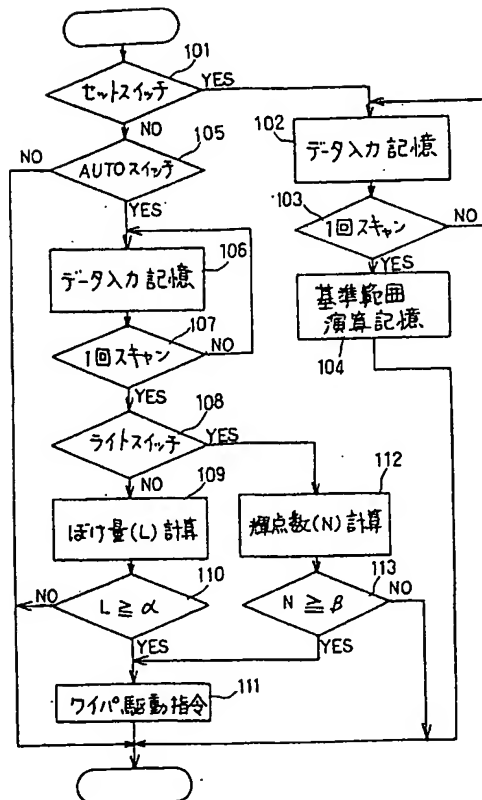 101
セットスイッチ
YES
NO
105
NO
AUTOスイッチ
YES
102
データ入力記憶
103
1回スキャン
NO
YES
基準範囲
演算記憶
104
106
データ入力記憶
107
1回スキャン
NO
YES
108
ライトスイッチ
YES
NO
109
ぼけ量(L)計算
112
輝点数(N)計算
110
NO
L ≧ α
YES
113
NO
N ≧ β
YES
ワイパ駆動指令
111